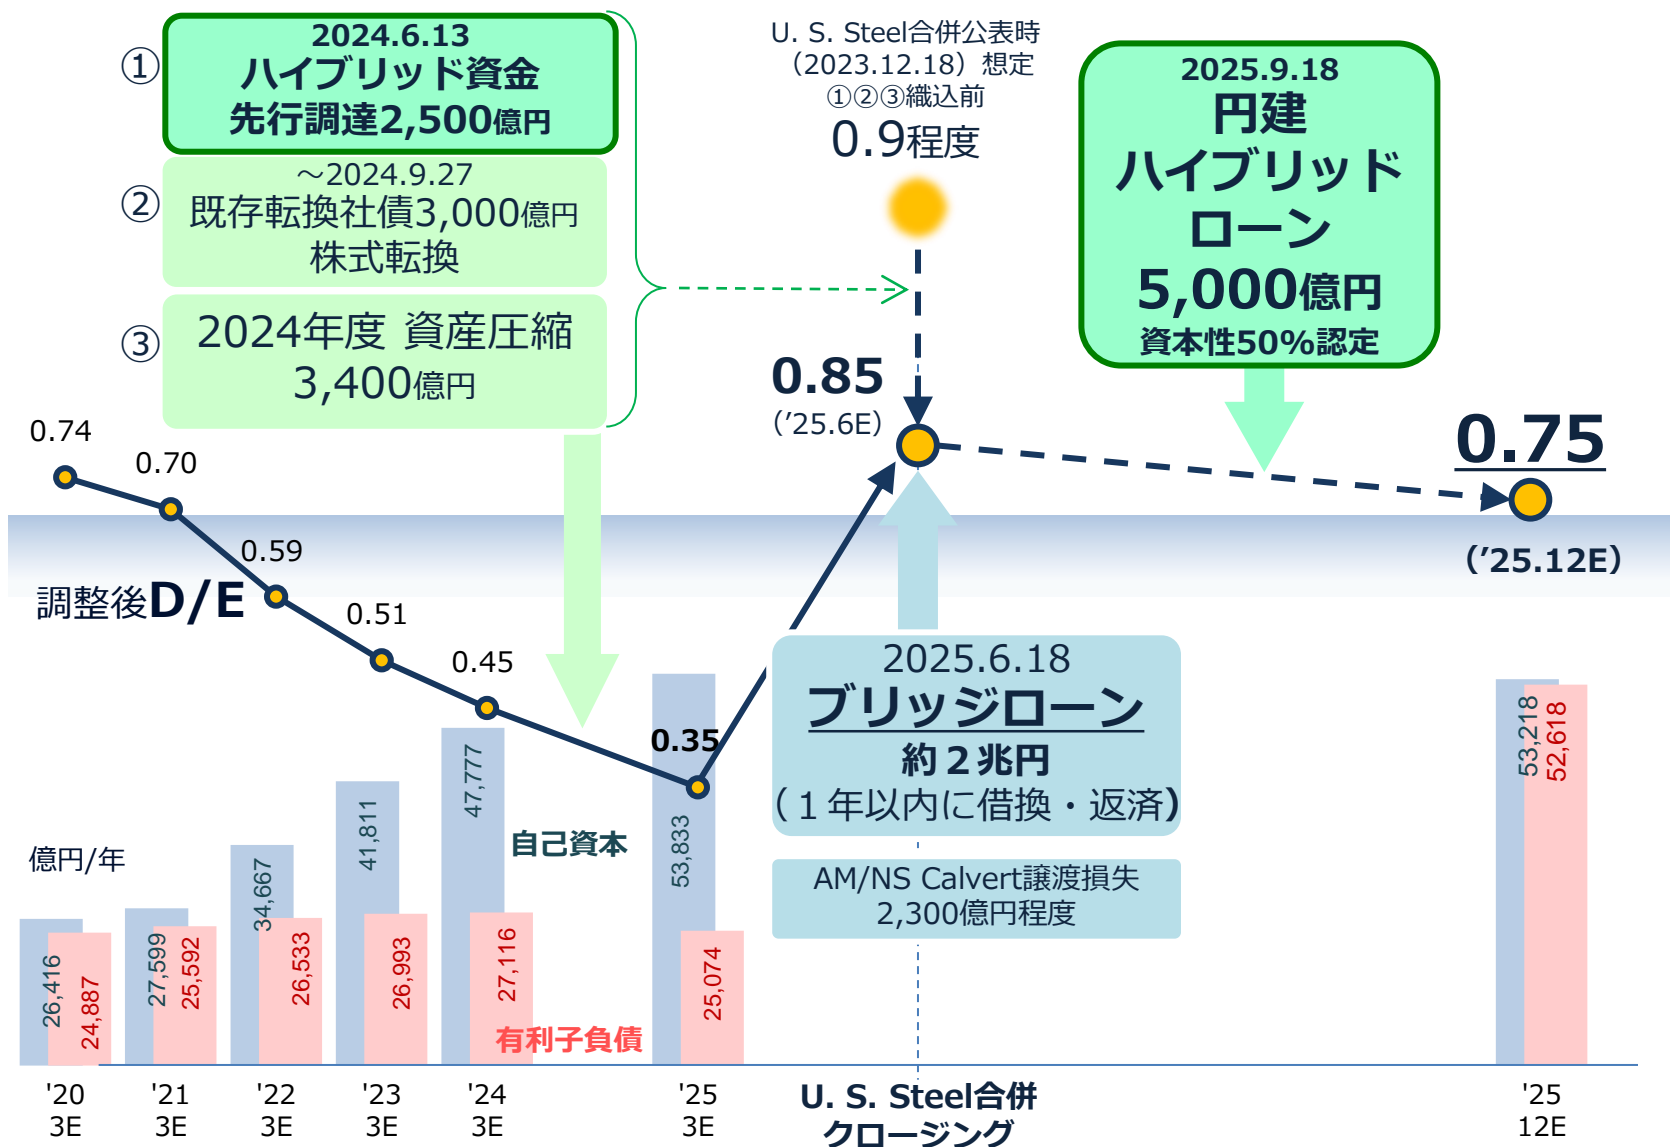 ①
2024.6.13
ハイブリッド資金
先行調達2,500億円
②
～2024.9.27
既存転換社債3,000億円
株式転換
③
2024年度 資産圧縮
3,400億円
U. S. Steel合併公表時
（2023.12.18）想定
①②③織込前
0.9程度
2025.9.18
円建
ハイブリッド
ローン
5,000億円
資本性50%認定
0.85
（’25.6E）
0.75
（’25.12E）
0.74
0.70
0.59
0.51
0.45
0.35
調整後D/E
2025.6.18
ブリッジローン
約２兆円
（１年以内に借換・返済）
AM/NS Calvert譲渡損失
2,300億円程度
億円/年
自己資本
有利子負債
26,416
24,887
27,599
25,592
34,667
26,533
41,811
26,993
47,777
27,116
53,833
25,074
53,218
52,618
'20
3E
'21
3E
'22
3E
'23
3E
'24
3E
'25
3E
U. S. Steel合併
クロージング
'25
12E